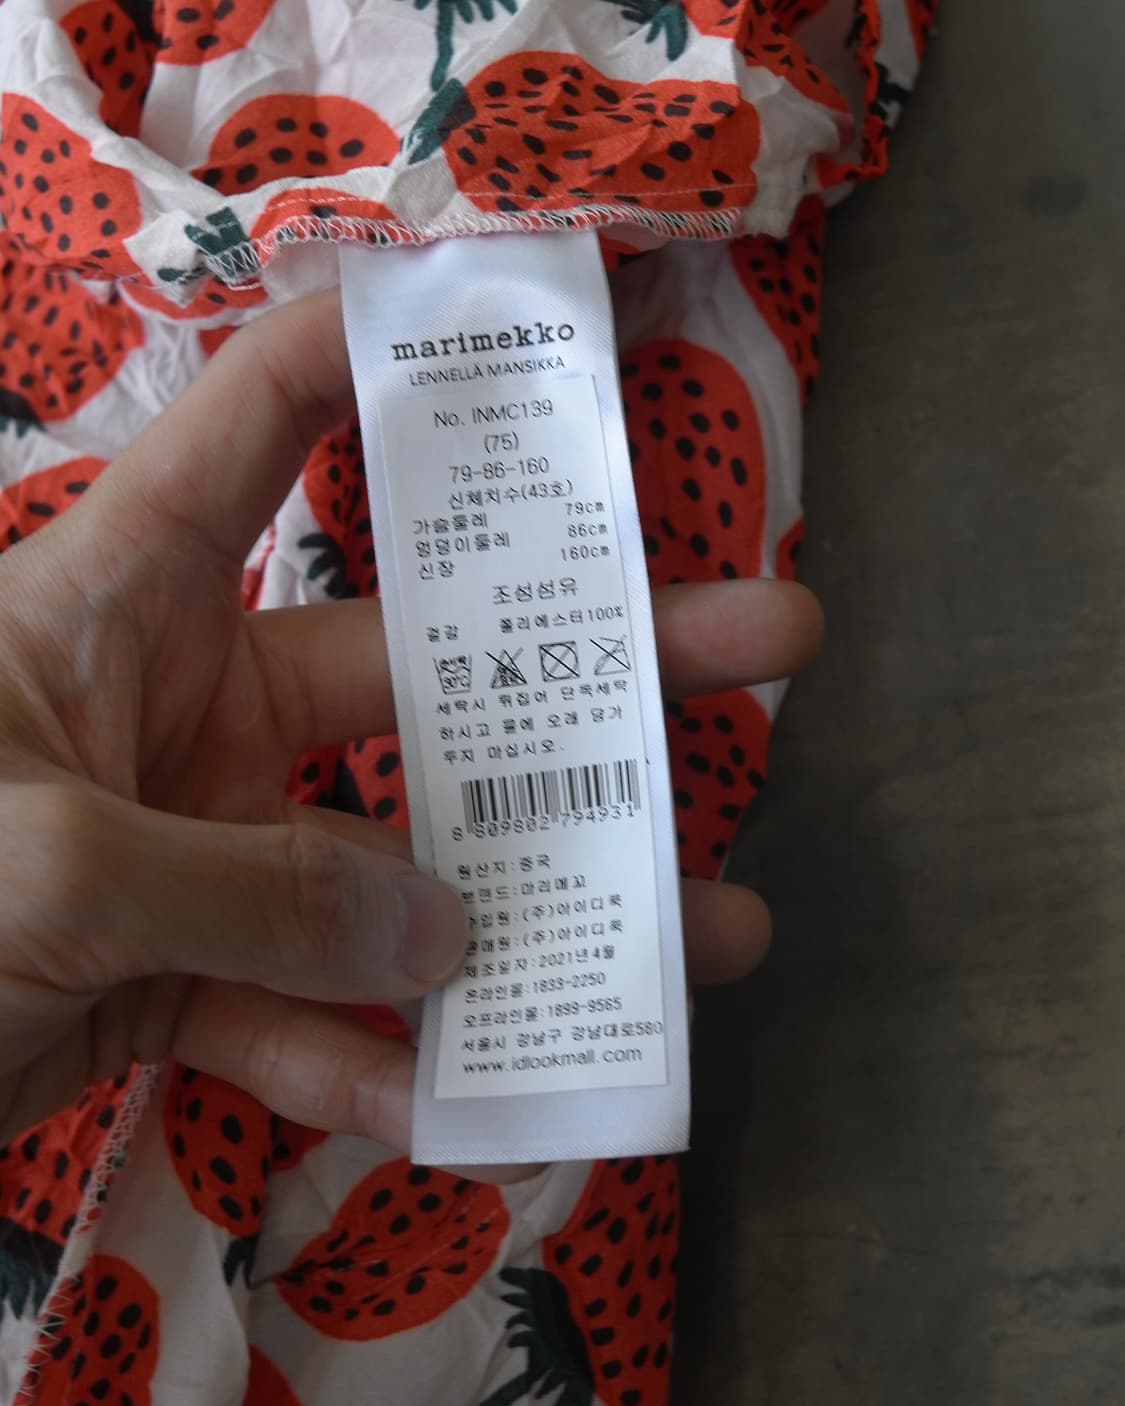 marimekko
LENNELLÄ MANSIKKA
No. INMC139
(75)
79-86-160
신체치수(43호)
가슴둘레 79cm
엉덩이둘레 86cm
신장 160cm
조성섬유
겉감 폴리에스터100%
30℃
세탁시 뒤집어 단독세탁
하시고 물에 오래 담가
두지 마십시오.
8 809802 794931
원산지:중국
브랜드:마리메꼬
수입원:(주)아이디룩
판매원:(주)아이디룩
제조일자:2021년4월
온라인몰:1833-2250
오프라인몰:1899-9565
서울시 강남구 강남대로580
www.idlookmall.com